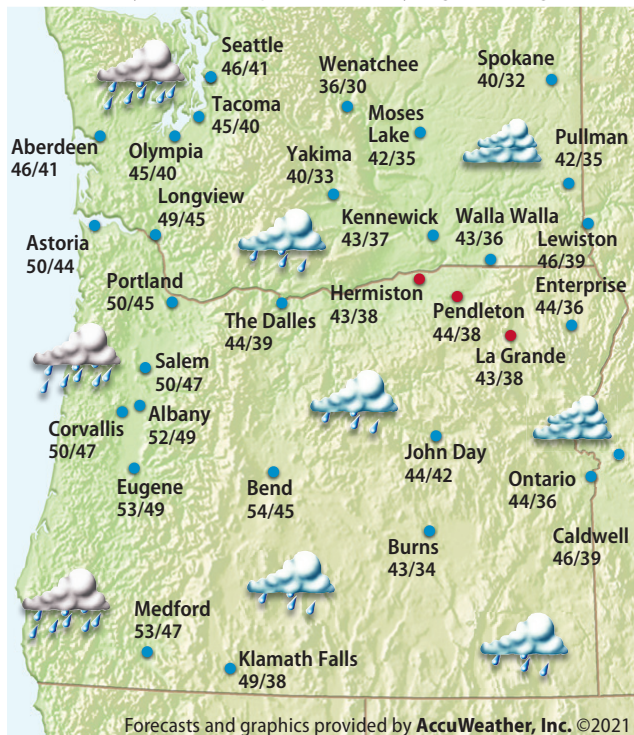 Seattle
46/41
Wenatchee
36/30
Spokane
40/32
Tacoma
45/40
Moses
Lake
42/35
Aberdeen
46/41
Olympia
45/40
Yakima
40/33
Pullman
42/35
Longview
49/45
Kennewick
43/37
Walla Walla
43/36
Lewiston
46/39
Astoria
50/44
Portland
50/45
The Dalles
44/39
Hermiston
43/38
Pendleton
44/38
Enterprise
44/36
La Grande
43/38
Salem
50/47
Albany
52/49
Corvallis
50/47
John Day
44/42
Eugene
53/49
Bend
54/45
Ontario
44/36
Caldwell
46/39
Burns
43/34
Medford
53/47
Klamath Falls
49/38
Forecasts and graphics provided by AccuWeather, Inc. ©2021